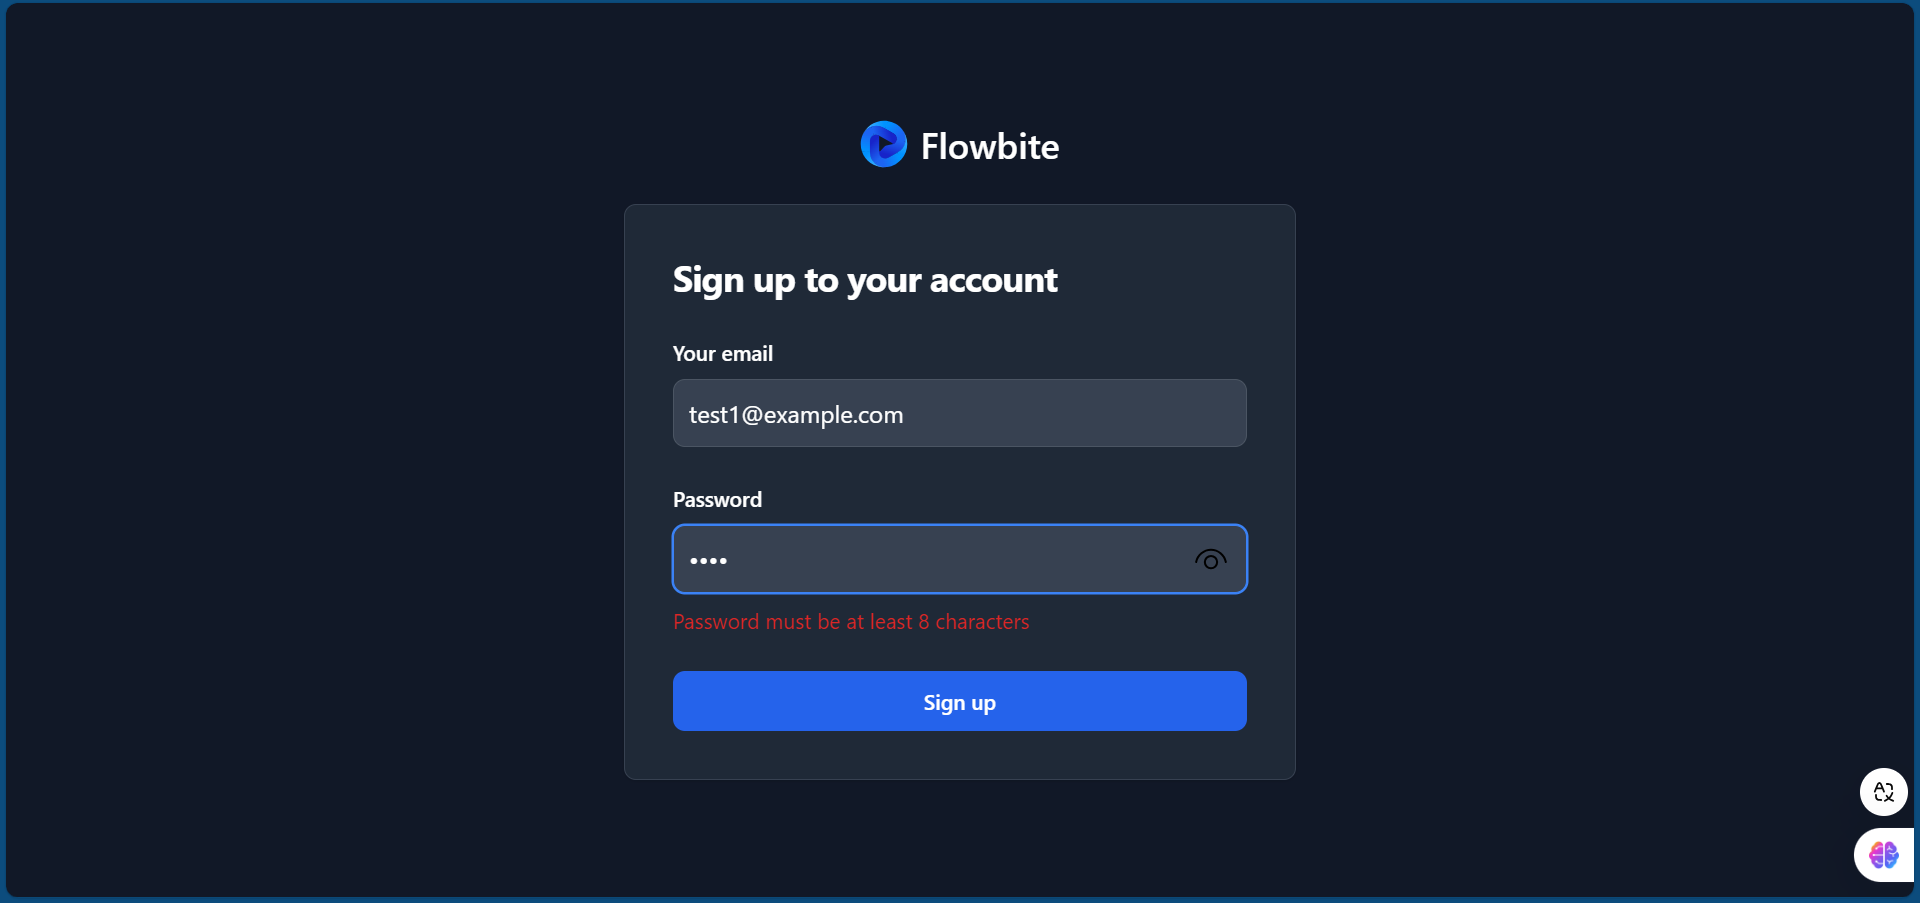 Flowbite
Sign up to your account
Your email
test1@example.com
Password
••••
Password must be at least 8 characters
Sign up